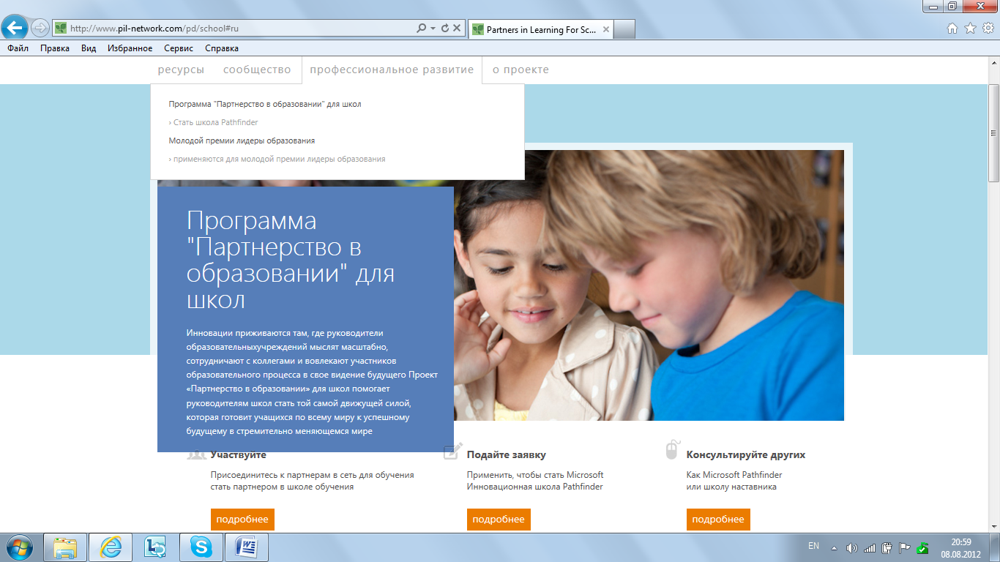 http://www.pil-network.com/pd/school#ru
Partners in Learning For Sc...
Файл Правка Вид Избранное Сервис Справка
ресурсы сообщество профессиональное развитие о проекте
Программа "Партнерство в образовании" для школ
› Стать школа Pathfinder
Молодой премии лидеры образования
› применяются для молодой премии лидеры образования
Программа
"Партнерство в
образовании" для
школ
Инновации приживаются там, где руководители
образовательныхучреждений мыслят масштабно,
сотрудничают с коллегами и вовлекают участников
образовательного процесса в свое видение будущего Проект
«Партнерство в образовании» для школ помогает
руководителям школ стать той самой движущей силой,
которая готовит учащихся по всему миру к успешному
будущему в стремительно меняющемся мире
Участвуйте
Присоединитесь к партнерам в сеть для обучения
стать партнером в школе обучения
подробнее
Подайте заявку
Применить, чтобы стать Microsoft
Инновационная школа Pathfinder
подробнее
Консультируйте других
Как Microsoft Pathfinder
или школу наставника
подробнее
EN
20:59
08.08.2012